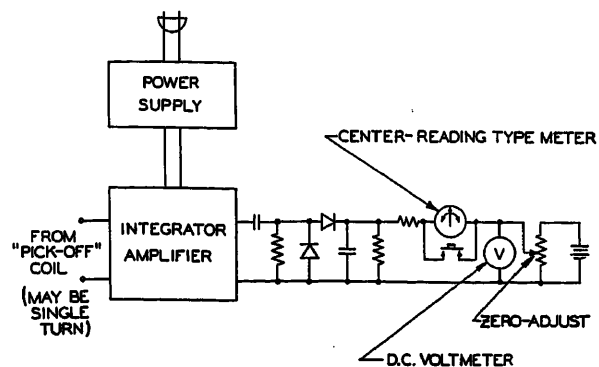 POWER
SUPPLY
CENTER-READING TYPE METER
INTEGRATOR
AMPLIFIER
FROM
"PICK-OFF"
COIL
(MAY BE
SINGLE
TURN)
V
ZERO-ADJUST
D.C. VOLTMETER